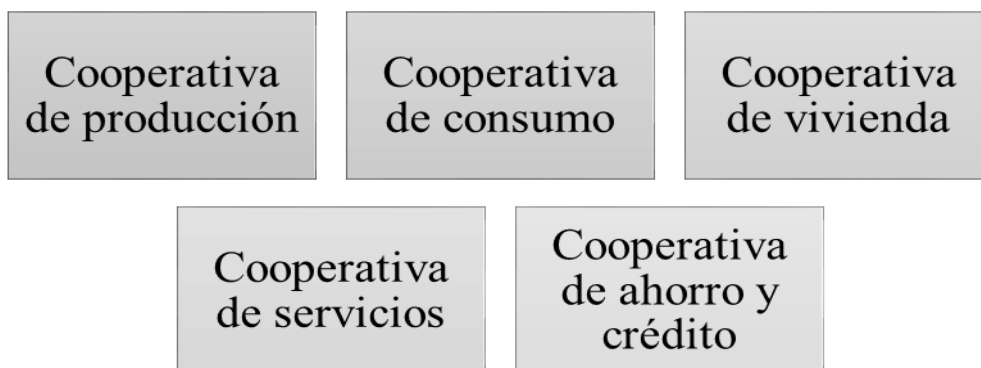 Cooperativa
de producción
Cooperativa
de consumo
Cooperativa
de vivienda
Cooperativa
de servicios
Cooperativa
de ahorro y
crédito